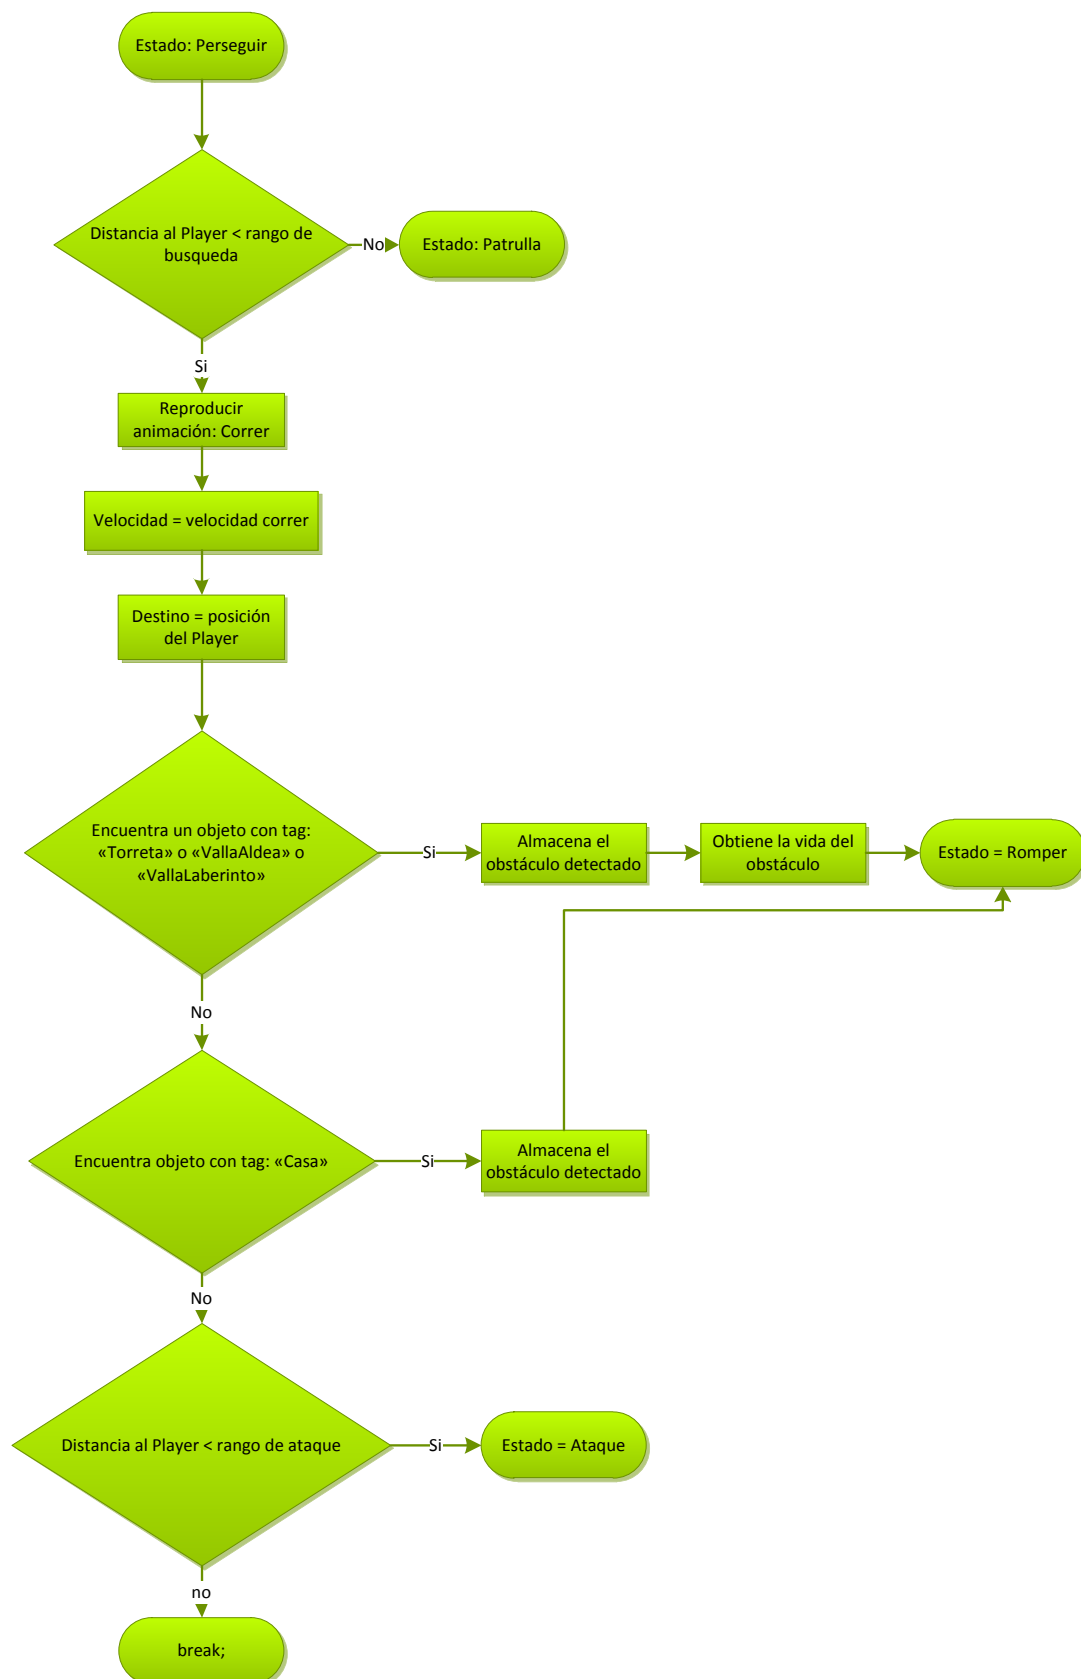 Estado: Perseguir
Distancia al Player < rango de
busqueda
No
Estado: Patrulla
Si
Reproducir
animación: Correr
Velocidad = velocidad correr
Destino = posición
del Player
Encuentra un objeto con tag:
«Torreta» o «VallaAldea» o
«VallaLaberinto»
Si
Almacena el
obstáculo detectado
Obtiene la vida del
obstáculo
Estado = Romper
No
Encuentra objeto con tag: «Casa»
Si
Almacena el
obstáculo detectado
No
Distancia al Player < rango de ataque
Si
Estado = Ataque
no
break;